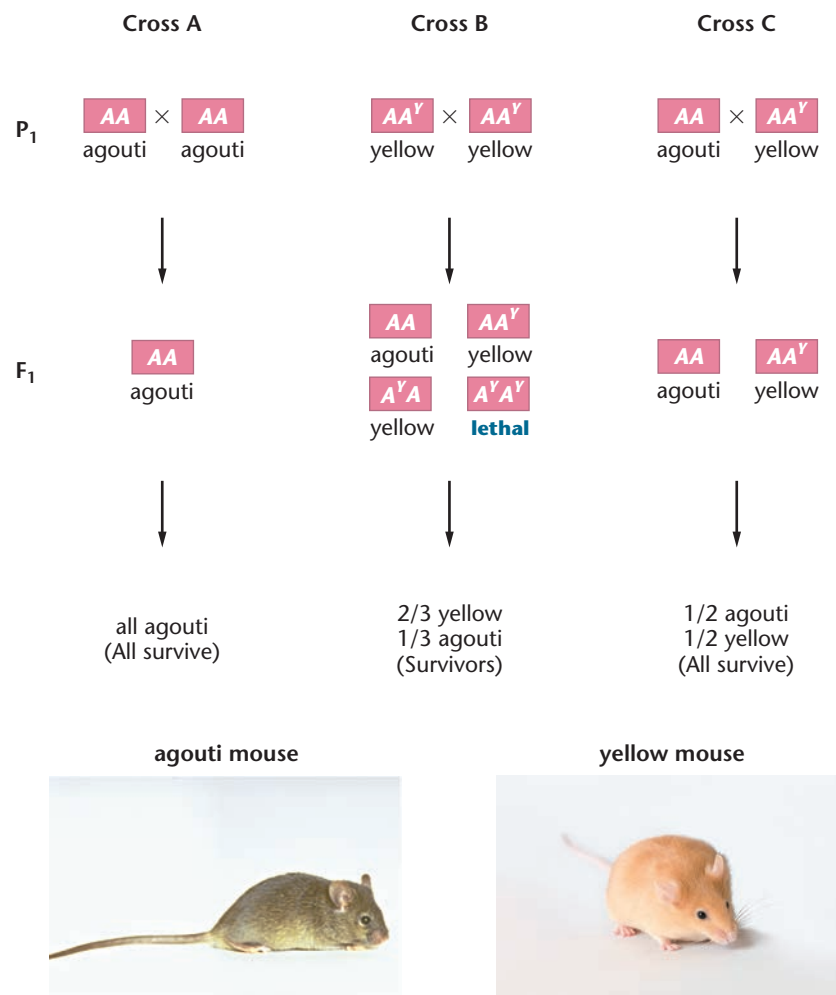 Cross A Cross B Cross C
P₁
AA × AA AAʸ × AAʸ AA × AAʸ
agouti agouti yellow yellow agouti yellow
AA AAʸ
agouti yellow
F₁
AA AʸA AʸAʸ AA AAʸ
agouti yellow lethal agouti yellow
all agouti
(All survive)
2/3 yellow
1/3 agouti
(Survivors)
1/2 agouti
1/2 yellow
(All survive)
agouti mouse yellow mouse